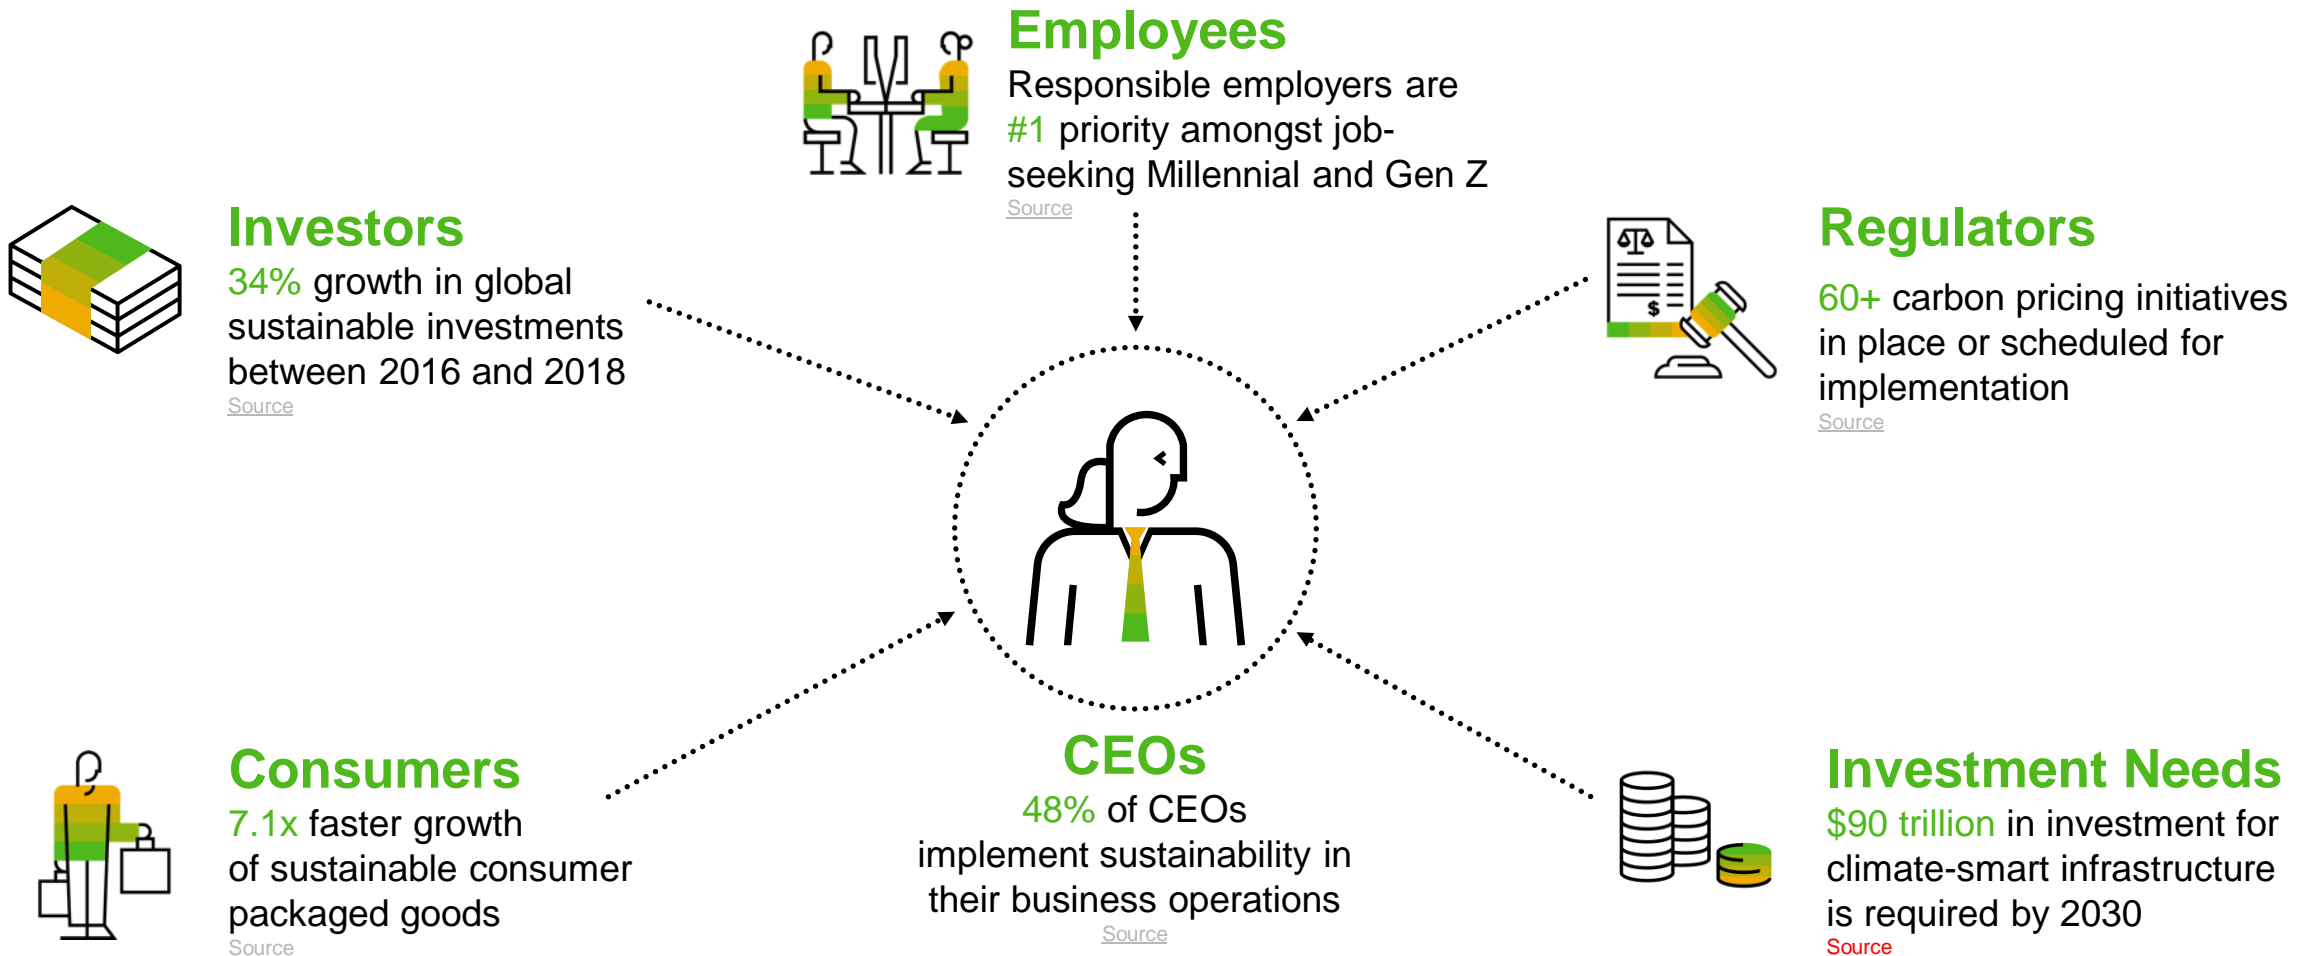 Employees
Responsible employers are
#1 priority amongst job-
seeking Millennial and Gen Z
Source
Investors
34% growth in global
sustainable investments
between 2016 and 2018
Source
Regulators
60+ carbon pricing initiatives
in place or scheduled for
implementation
Source
$
Consumers
7.1x faster growth
of sustainable consumer
packaged goods
Source
CEOs
48% of CEOs
implement sustainability in
their business operations
Source
Investment Needs
$90 trillion in investment for
climate-smart infrastructure
is required by 2030
Source